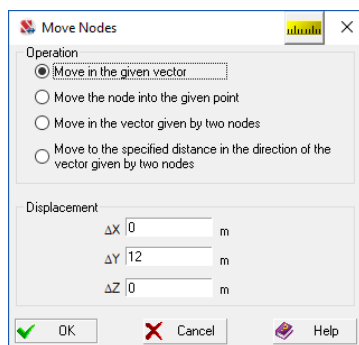 Move Nodes
Operation
Move in the given vector
Move the node into the given point
Move in the vector given by two nodes
Move to the specified distance in the direction of the
vector given by two nodes
Displacement
ΔX 0 m
ΔY 12 m
ΔZ 0 m
OK Cancel Help